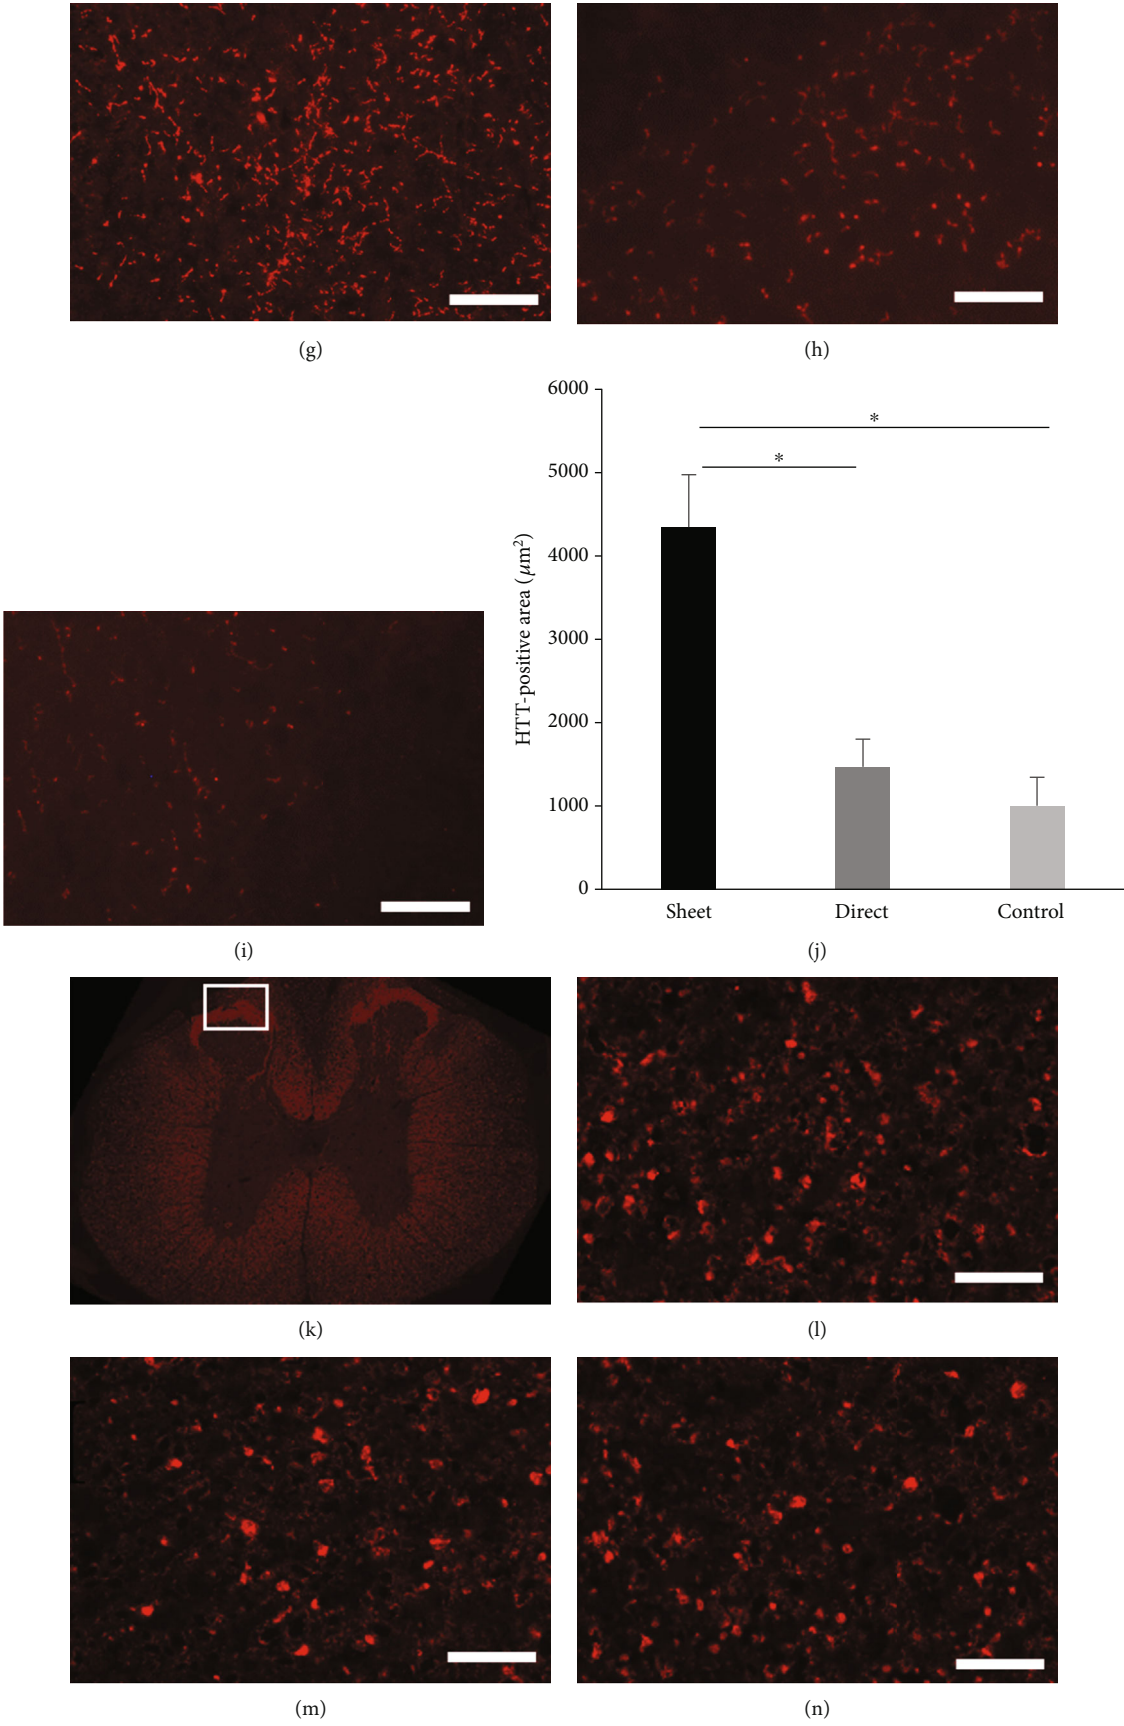 (g)
(h)
6000
5000
4000
3000
2000
1000
0
HTT-positive area (μm²)
*
*
Sheet
Direct
Control
(i)
(j)
(k)
(l)
(m)
(n)